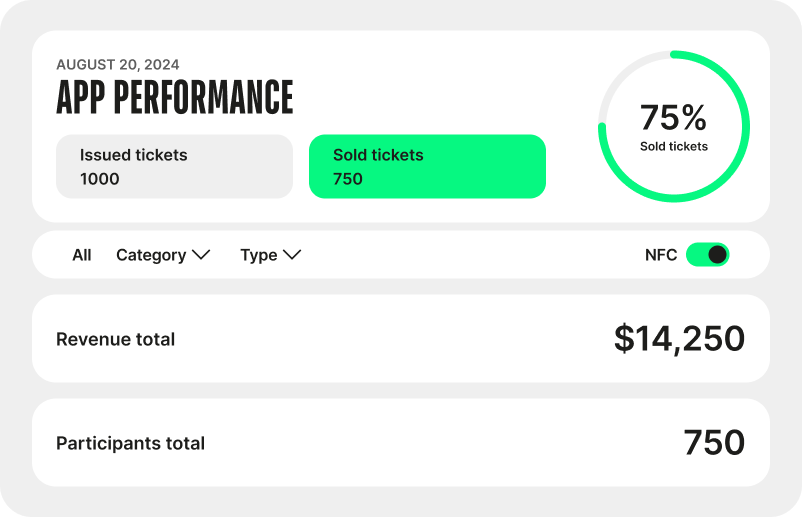 AUGUST 20, 2024
APP PERFORMANCE
Issued tickets
1000
Sold tickets
750
75%
Sold tickets
All
Category
Type
NFC
Revenue total
$14,250
Participants total
750